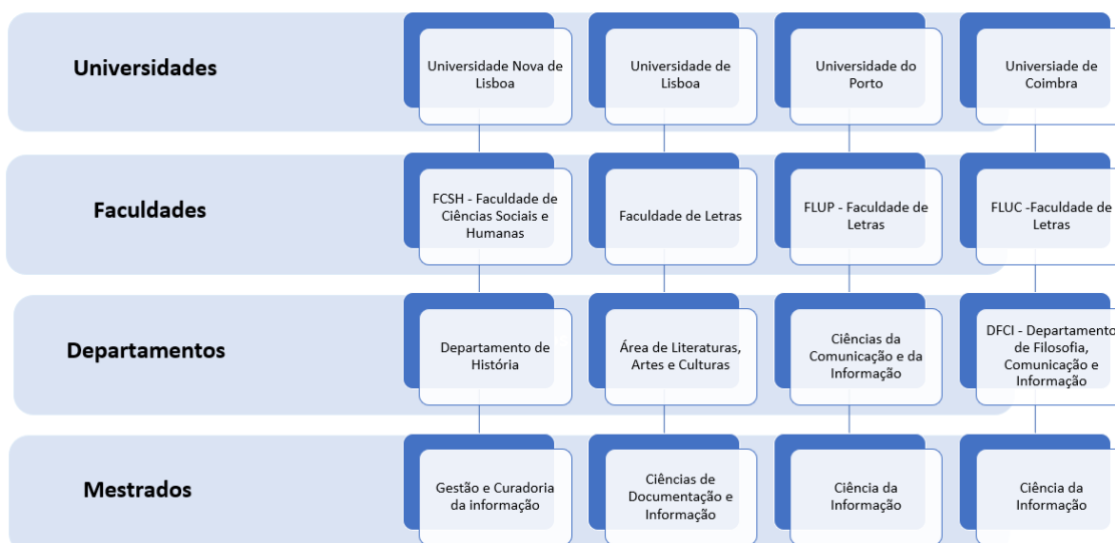 Universidades
Universidade Nova de
Lisboa
Universidade de
Lisboa
Universidade do
Porto
Universiade de
Coimbra
Faculdades
FCSH - Faculdade de
Ciências Sociais e
Humanas
Faculdade de Letras
FLUP - Faculdade de
Letras
FLUC -Faculdade de
Letras
Departamentos
Departamento de
História
Área de Literaturas,
Artes e Culturas
Ciências da
Comunicação e da
Informação
DFCI - Departamento
de Filosofia,
Comunicação e
Informação
Mestrados
Gestão e Curadoria
da informação
Ciências de
Documentação e
Informação
Ciência da
Informação
Ciência da
Informação